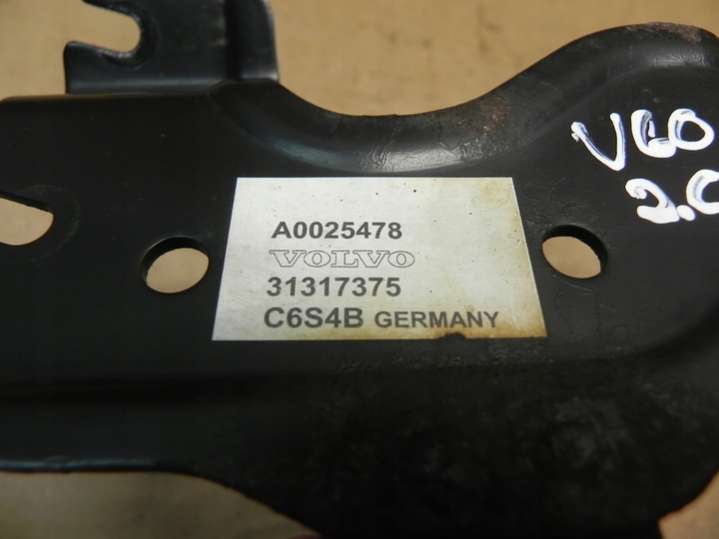 A0025478
VOLVO
31317375
C6S4B GERMANY
V60
2.0